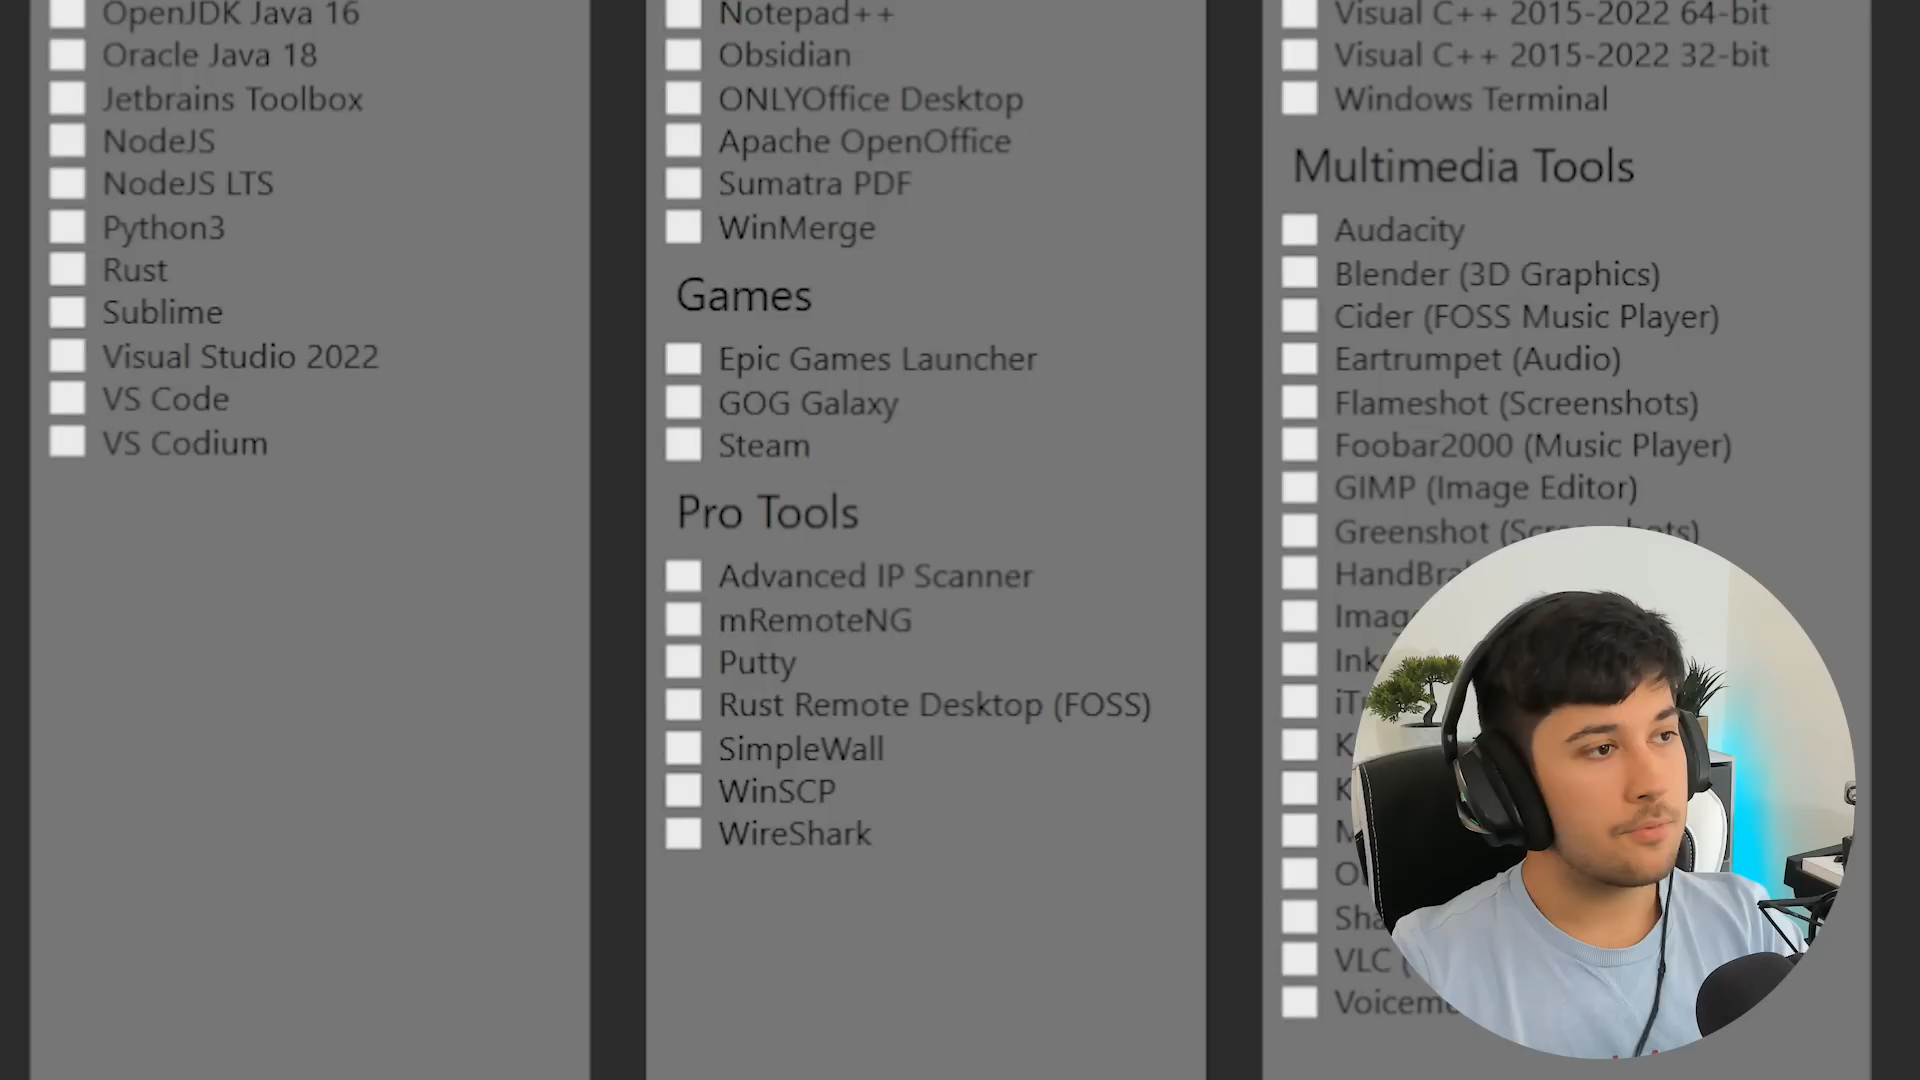 OpenJDK Java 16
Oracle Java 18
Jetbrains Toolbox
NodeJS
NodeJS LTS
Python3
Rust
Sublime
Visual Studio 2022
VS Code
VS Codium
Notepad++
Obsidian
ONLYOffice Desktop
Apache OpenOffice
Sumatra PDF
WinMerge
Games
Epic Games Launcher
GOG Galaxy
Steam
Pro Tools
Advanced IP Scanner
mRemoteNG
Putty
Rust Remote Desktop (FOSS)
SimpleWall
WinSCP
WireShark
Visual C++ 2015-2022 64-bit
Visual C++ 2015-2022 32-bit
Windows Terminal
Multimedia Tools
Audacity
Blender (3D Graphics)
Cider (FOSS Music Player)
Eartrumpet (Audio)
Flameshot (Screenshots)
Foobar2000 (Music Player)
GIMP (Image Editor)
Greenshot (Screenshots)
VLC